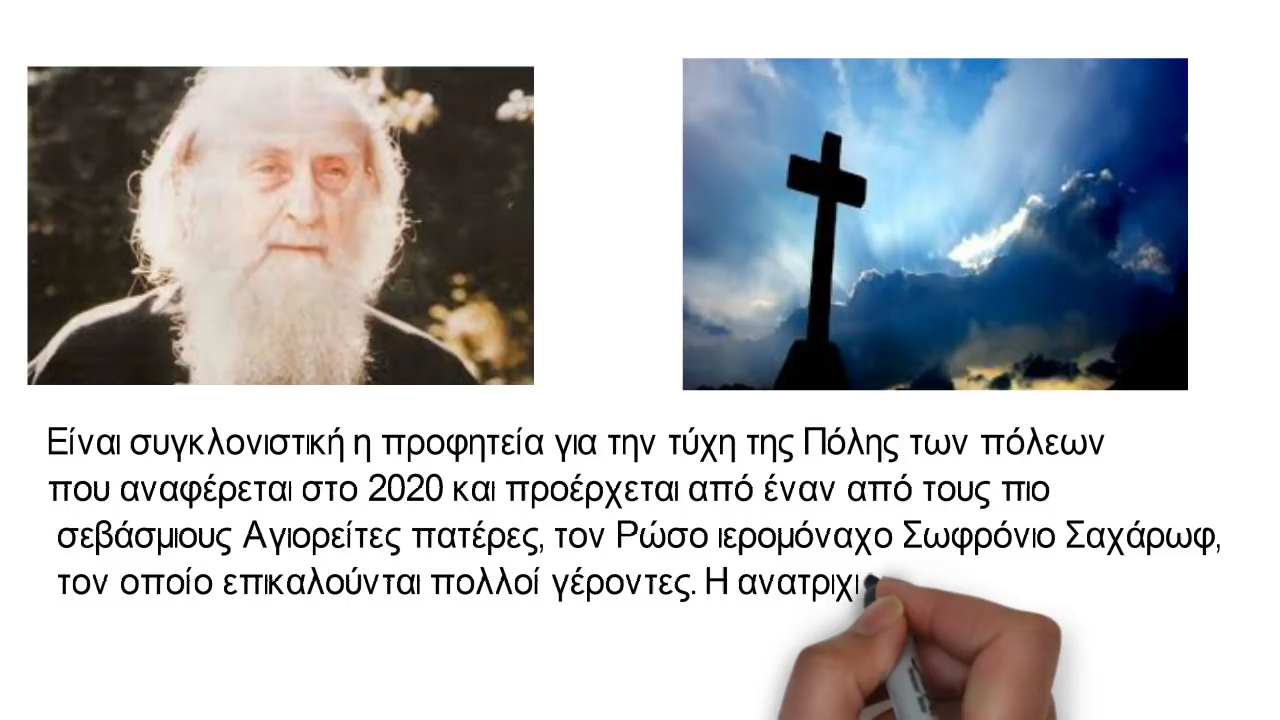 Είναι συγκλονιστική η προφητεία για την τύχη της Πόλης των πόλεων
που αναφέρεται στο 2020 και προέρχεται από έναν από τους πιο
σεβάσμιους Αγιορείτες πατέρες, τον Ρώσο ιερομόναχο Σωφρόνιο Σαχάρωφ,
τον οποίο επικαλούνται πολλοί γέροντες. Η ανατριχι